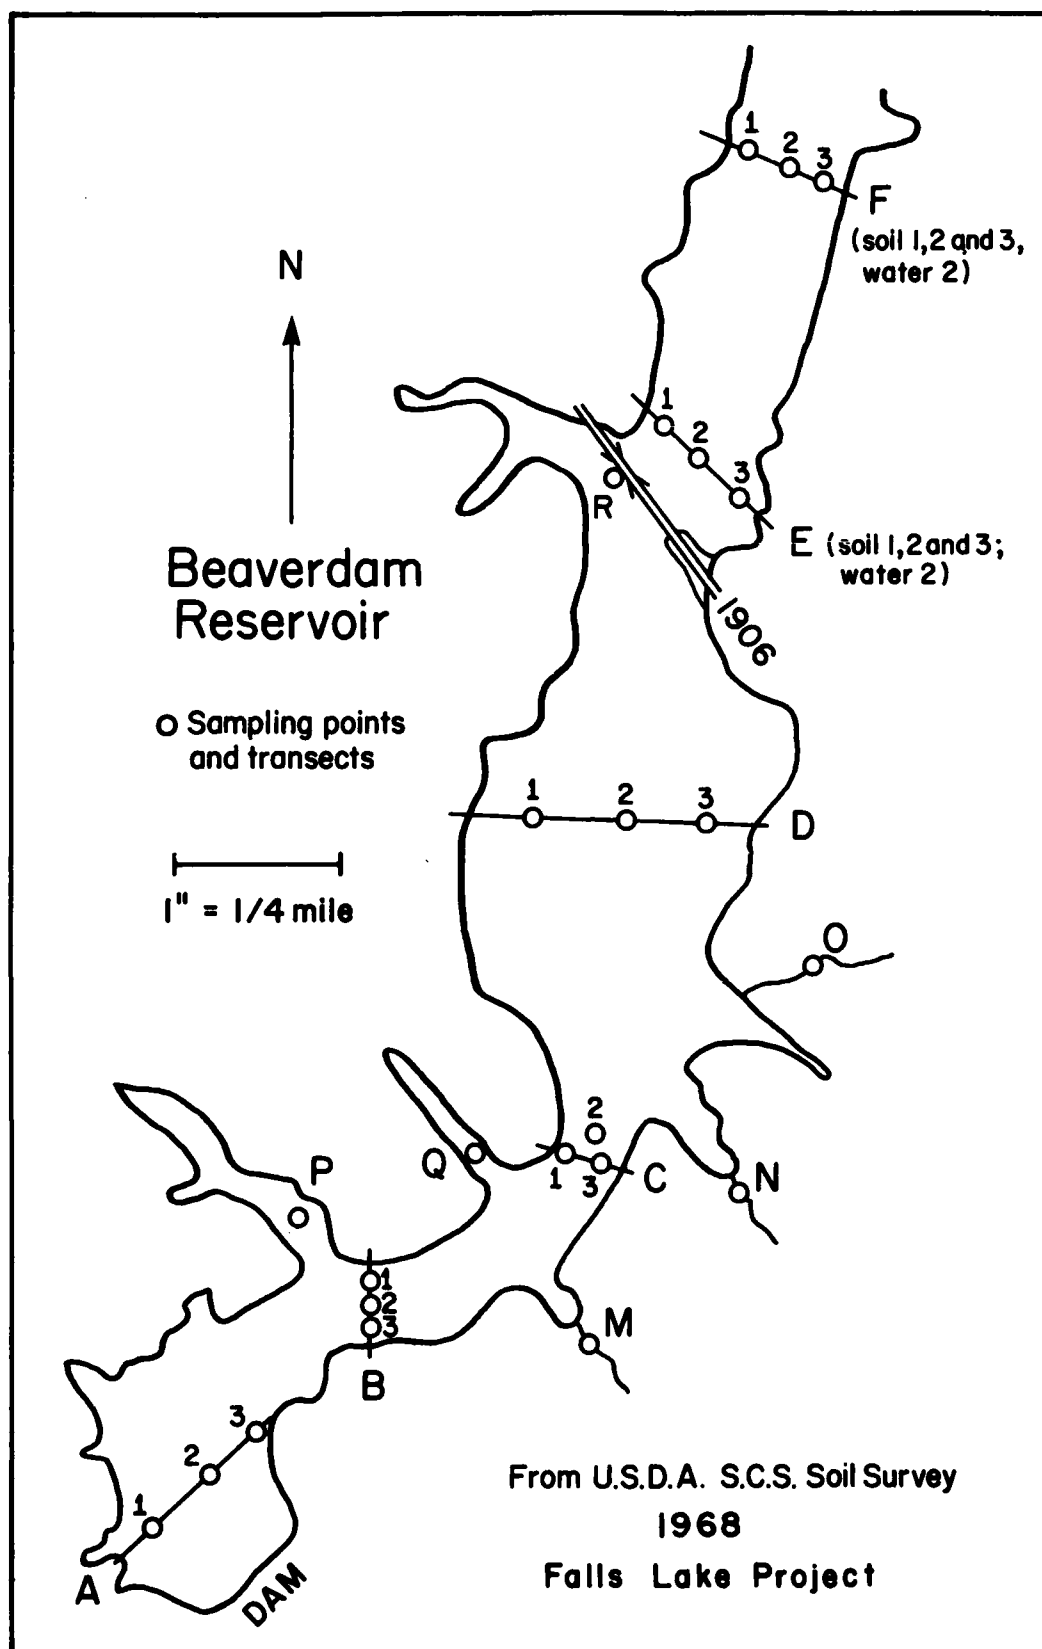 1
2
3
F
(soil 1,2 and 3,
water 2)
N
1
2
3
R
E (soil 1,2 and 3;
water 2)
1906
Beaverdam
Reservoir
Sampling points
and transects
1" = 1/4 mile
1
2
3
D
O
2
Q
1
3
C
N
P
1
2
3
B
M
3
2
1
A
DAM
From U.S.D.A. S.C.S. Soil Survey
1968
Falls Lake Project